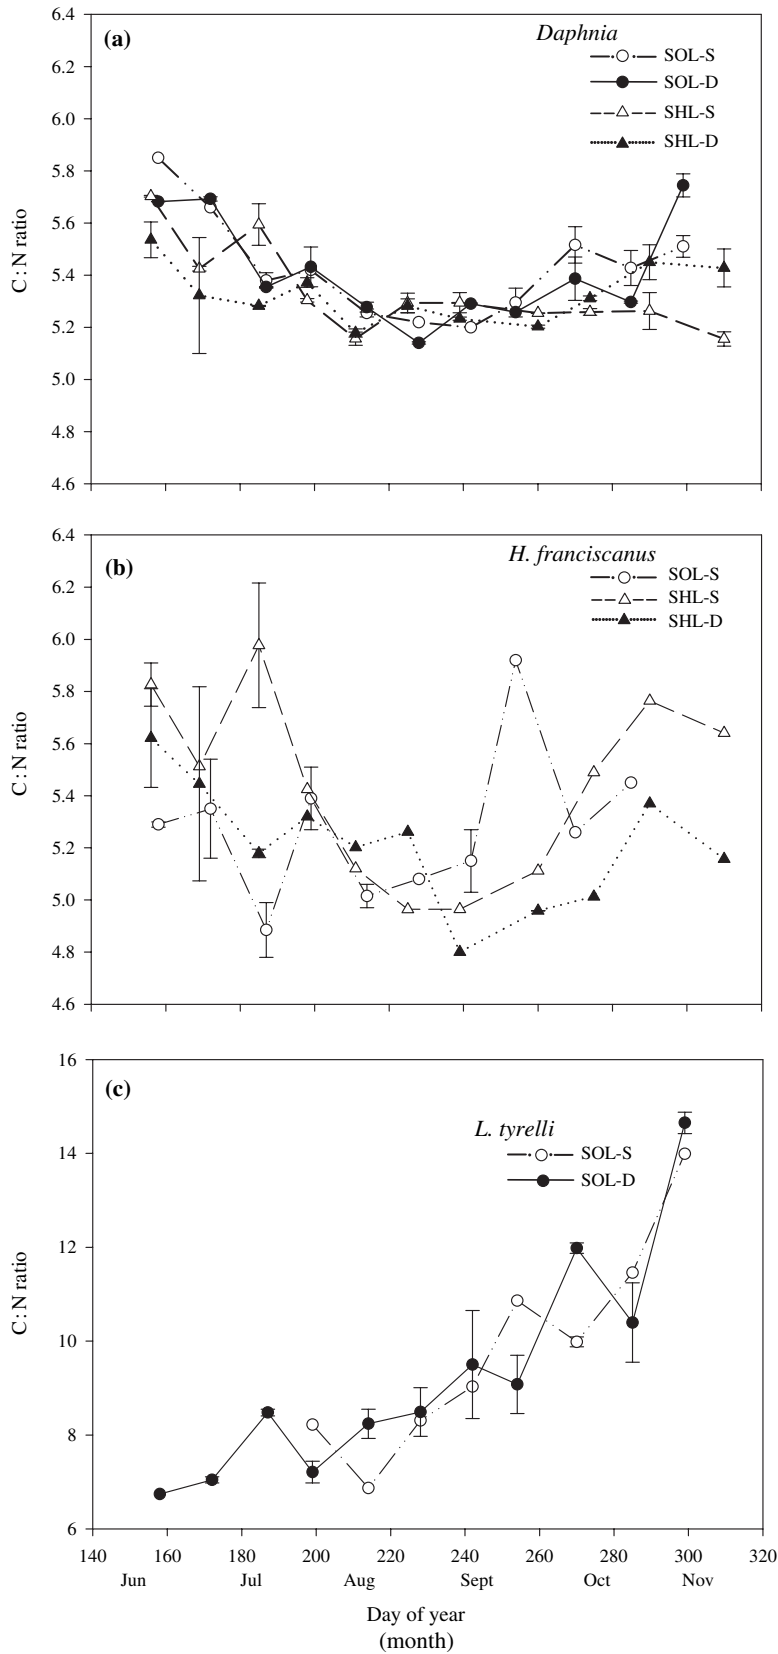 6.4
(a)
Daphnia
SOL-S
6.2
SOL-D
6.0
SHL-S
SHL-D
5.8
5.6
C : N ratio
5.4
5.2
5.0
4.8
4.6
6.4
(b)
H. franciscanus
SOL-S
6.2
SHL-S
SHL-D
6.0
5.8
5.6
C : N ratio
5.4
5.2
5.0
4.8
4.6
16
(c)
L. tyrelli
SOL-S
14
SOL-D
12
C : N ratio
10
8
6
140 160 180 200 220 240 260 280 300 320
Jun Jul Aug Sept Oct Nov
Day of year
(month)